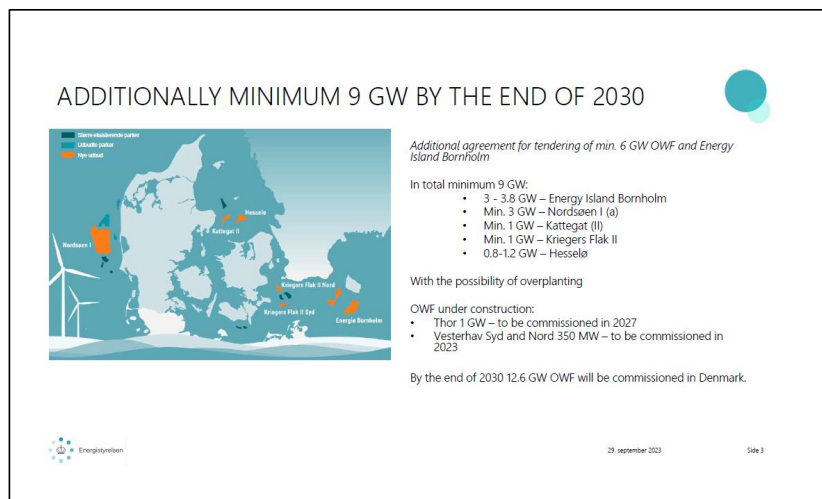 ADDITIONALLY MINIMUM 9 GW BY THE END OF 2030
Større eksisterende parker
Udbudte parker
Nye udbud
Hesselø
Kattegat II
Nordsøen I
Kriegers Flak II Nord
Kriegers Flak II Syd
Energiø Bornholm
Additional agreement for tendering of min. 6 GW OWF and Energy
Island Bornholm
In total minimum 9 GW:
• 3 - 3.8 GW – Energy Island Bornholm
• Min. 3 GW – Nordsøen I (a)
• Min. 1 GW – Kattegat (II)
• Min. 1 GW – Kriegers Flak II
• 0.8-1.2 GW – Hesselø
With the possibility of overplanting
OWF under construction:
• Thor 1 GW – to be commissioned in 2027
• Vesterhav Syd and Nord 350 MW – to be commissioned in
2023
By the end of 2030 12.6 GW OWF will be commissioned in Denmark.
Energistyrelsen
29. september 2023
Side 3